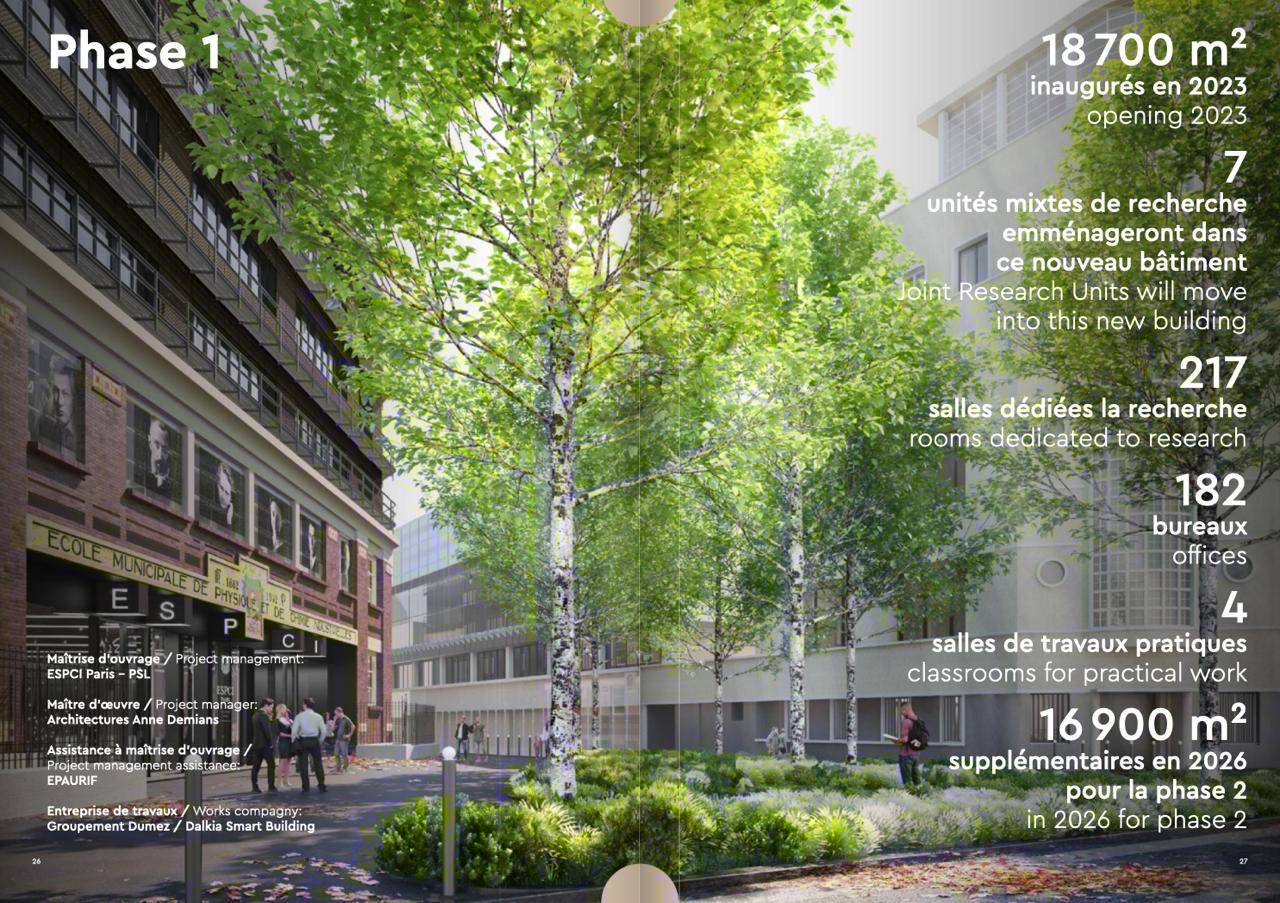 Phase 1
ECOLE MUNICIPALE DE PHYSIQUE ET DE CHIMIE INDUSTRIELLES
1882 1932
E S P C I
ESPCI
Maîtrise d'ouvrage / Project management:
ESPCI Paris – PSL
Maître d'œuvre / Project manager:
Architectures Anne Demians
Assistance à maîtrise d'ouvrage /
Project management assistance:
EPAURIF
Entreprise de travaux / Works compagny:
Groupement Dumez / Dalkia Smart Building
26
18 700 m²
inaugurés en 2023
opening 2023
7
unités mixtes de recherche
emménageront dans
ce nouveau bâtiment
Joint Research Units will move
into this new building
217
salles dédiées la recherche
rooms dedicated to research
182
bureaux
offices
4
salles de travaux pratiques
classrooms for practical work
16 900 m²
supplémentaires en 2026
pour la phase 2
in 2026 for phase 2
27